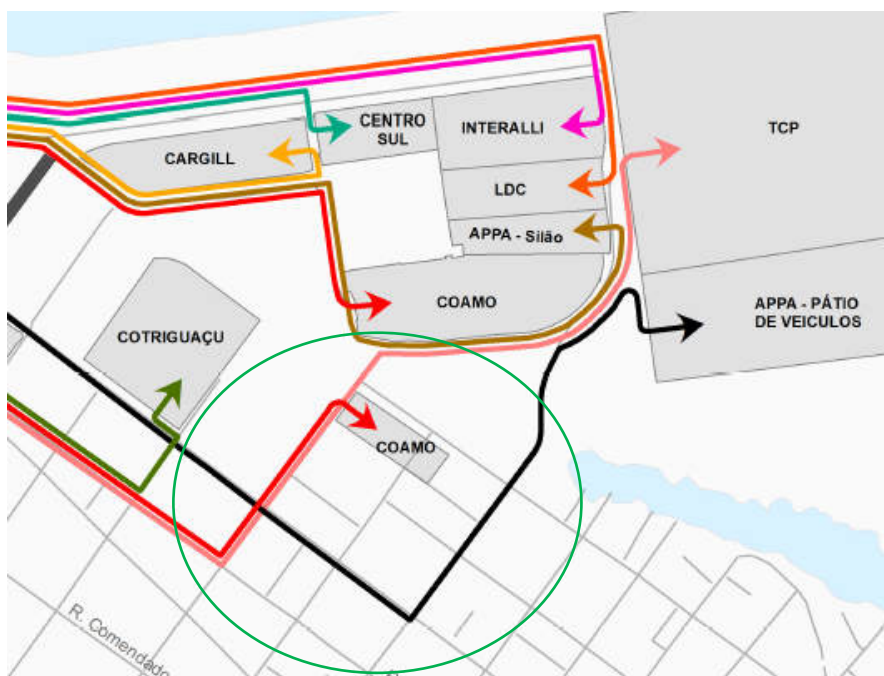 CENTRO
SUL
INTERALLI
TCP
CARGILL
LDC
APPA - Silão
COAMO
APPA - PÁTIO
DE VEICULOS
COTRIGUAÇU
COAMO
R. Comendado